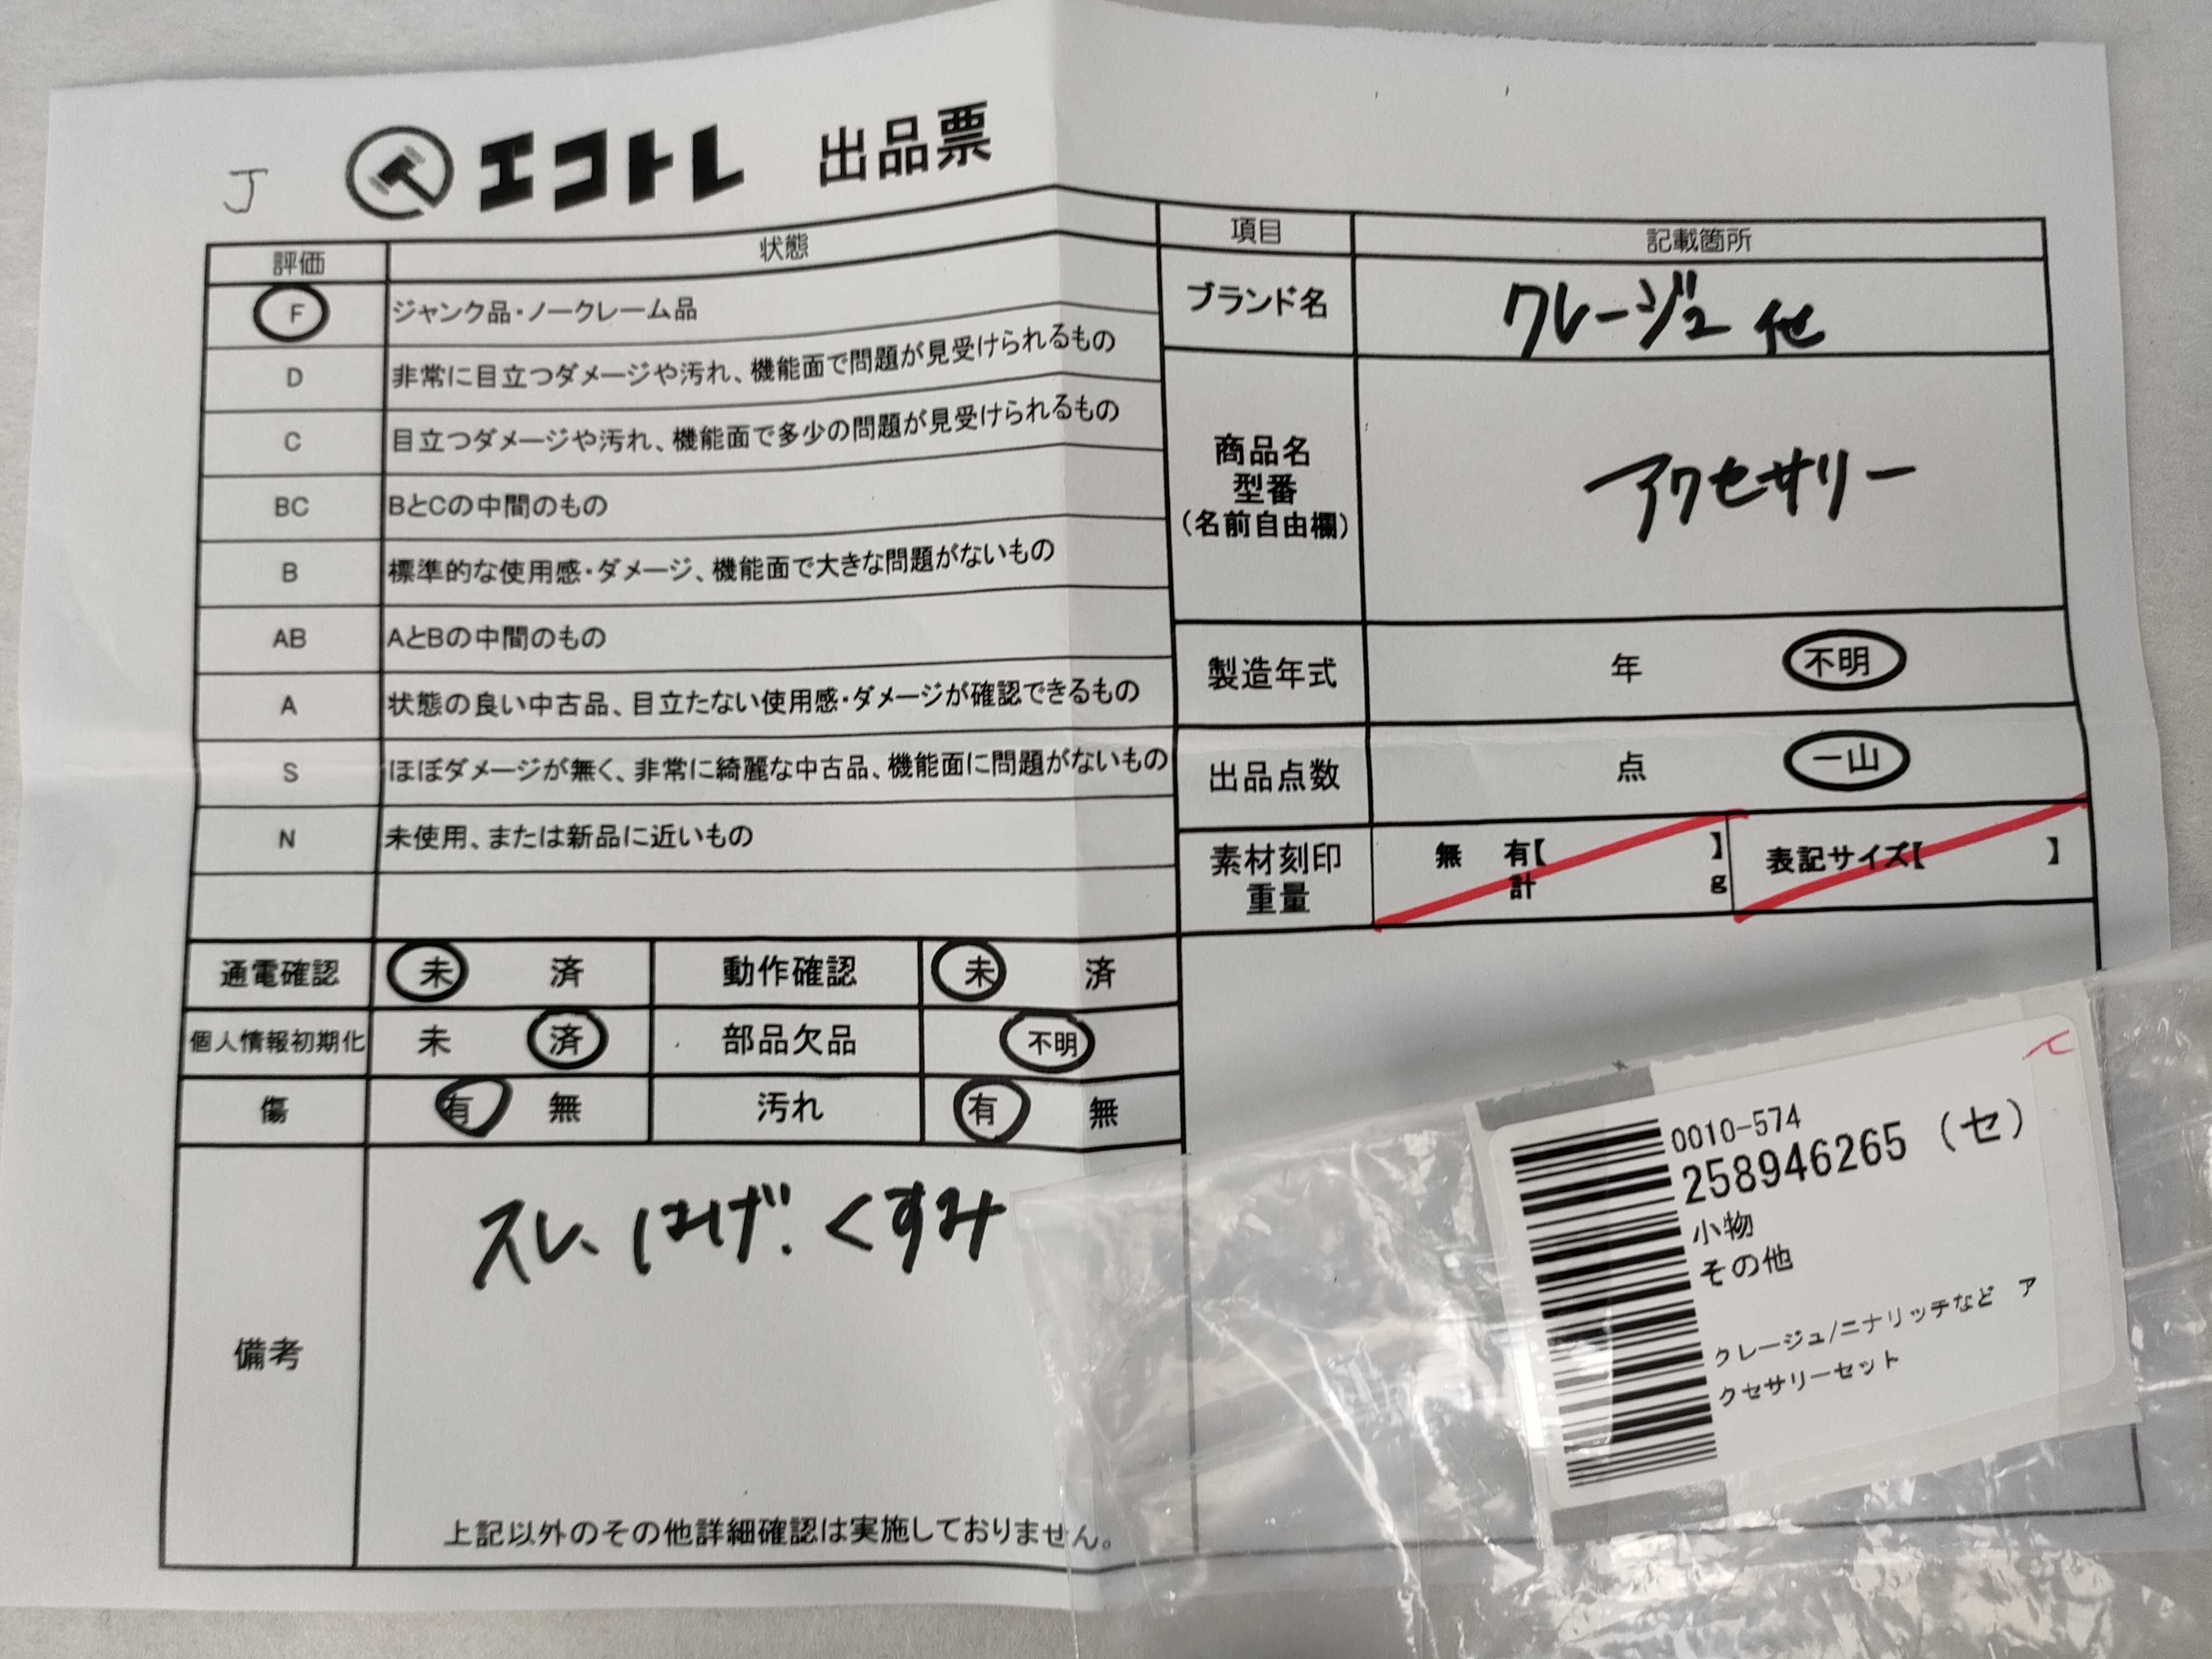 J
エコトレ 出品票
評価 状態
F ジャンク品・ノークレーム品
D 非常に目立つダメージや汚れ、機能面で問題が見受けられるもの
C 目立つダメージや汚れ、機能面で多少の問題が見受けられるもの
BC BとCの中間のもの
B 標準的な使用感・ダメージ、機能面で大きな問題がないもの
AB AとBの中間のもの
A 状態の良い中古品、目立たない使用感・ダメージが確認できるもの
S ほぼダメージが無く、非常に綺麗な中古品、機能面に問題がないもの
N 未使用、または新品に近いもの
通電確認 未 済 動作確認 未 済
個人情報初期化 未 済 部品欠品 不明
傷 有 無 汚れ 有 無
備考
スレ、はげ、くすみ
上記以外のその他詳細確認は実施しておりません。
項目 記載箇所
ブランド名 クレージュ 他
商品名
型番
(名前自由欄)
アクセサリー
製造年式 年 不明
出品点数 点 一山
素材刻印 無 有【 】 表記サイズ【 】
重量 計 g
0010-574
258946265 (セ)
小物
その他
クレージュ/ニナリッチなど ア
クセサリーセット